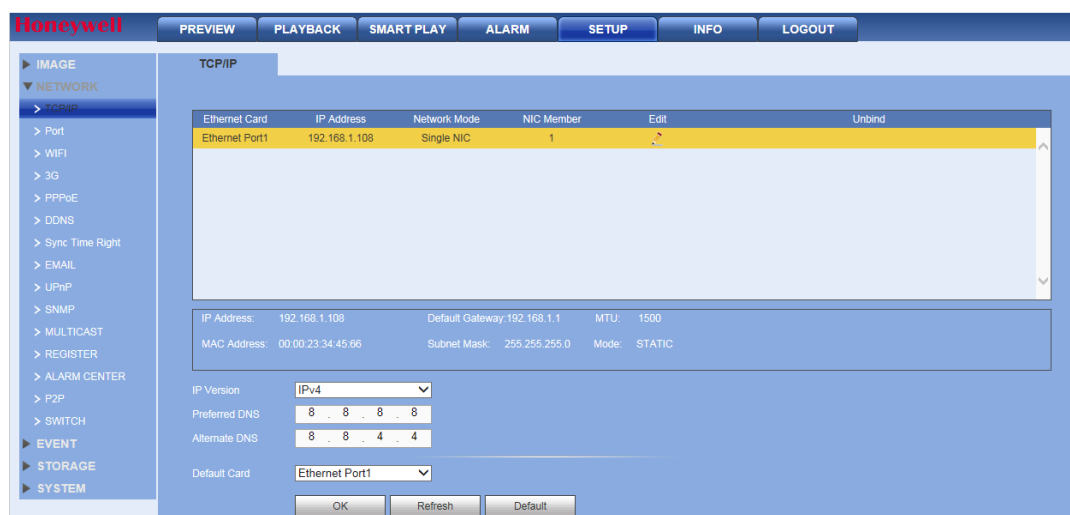 Honeywell
PREVIEW PLAYBACK SMART PLAY ALARM SETUP INFO LOGOUT
IMAGE
NETWORK
> TCP/IP
> Port
> WIFI
> 3G
> PPPoE
> DDNS
> Sync Time Right
> EMAIL
> UPnP
> SNMP
> MULTICAST
> REGISTER
> ALARM CENTER
> P2P
> SWITCH
EVENT
STORAGE
SYSTEM
TCP/IP
Ethernet Card IP Address Network Mode NIC Member Edit Unbind
Ethernet Port1 192.168.1.108 Single NIC 1
IP Address: 192.168.1.108 Default Gateway:192.168.1.1 MTU: 1500
MAC Address: 00:00:23:34:45:66 Subnet Mask: 255.255.255.0 Mode: STATIC
IP Version IPv4
Preferred DNS 8 . 8 . 8 . 8
Alternate DNS 8 . 8 . 4 . 4
Default Card Ethernet Port1
OK Refresh Default